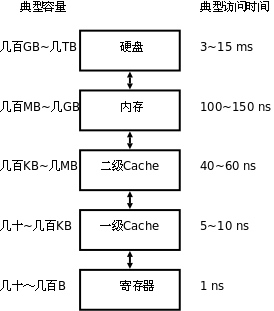 典型容量 典型访问时间
几百GB~几TB 硬盘 3~15 ms
几百MB~几GB 内存 100~150 ns
几百KB~几MB 二级Cache 40~60 ns
几十~几百KB 一级Cache 5~10 ns
几十~几百B 寄存器 1 ns